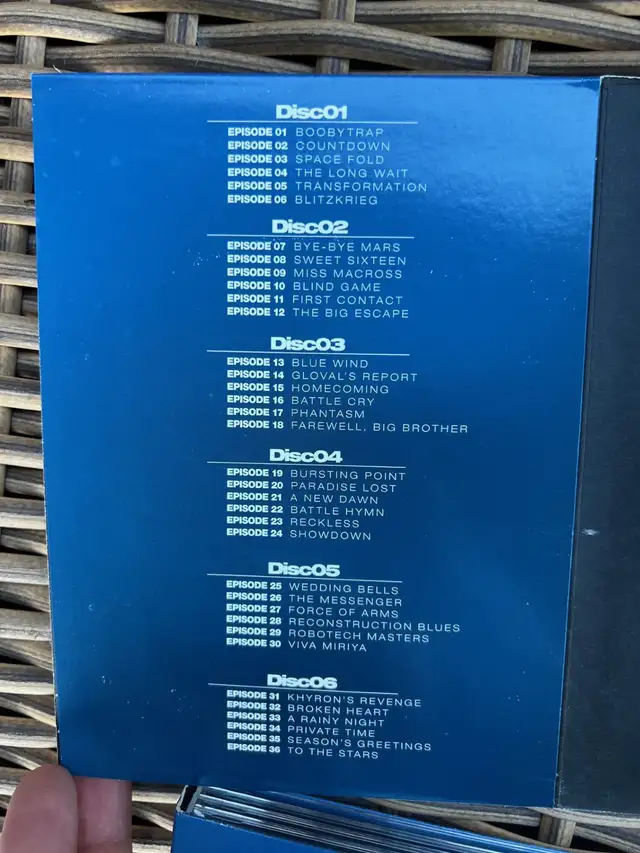 Disc01
EPISODE 01 BOOBYTRAP
EPISODE 02 COUNTDOWN
EPISODE 03 SPACE FOLD
EPISODE 04 THE LONG WAIT
EPISODE 05 TRANSFORMATION
EPISODE 06 BLITZKRIEG
Disc02
EPISODE 07 BYE-BYE MARS
EPISODE 08 SWEET SIXTEEN
EPISODE 09 MISS MACROSS
EPISODE 10 BLIND GAME
EPISODE 11 FIRST CONTACT
EPISODE 12 THE BIG ESCAPE
Disc03
EPISODE 13 BLUE WIND
EPISODE 14 GLOVAL'S REPORT
EPISODE 15 HOMECOMING
EPISODE 16 BATTLE CRY
EPISODE 17 PHANTASM
EPISODE 18 FAREWELL, BIG BROTHER
Disc04
EPISODE 19 BURSTING POINT
EPISODE 20 PARADISE LOST
EPISODE 21 A NEW DAWN
EPISODE 22 BATTLE HYMN
EPISODE 23 RECKLESS
EPISODE 24 SHOWDOWN
Disc05
EPISODE 25 WEDDING BELLS
EPISODE 26 THE MESSENGER
EPISODE 27 FORCE OF ARMS
EPISODE 28 RECONSTRUCTION BLUES
EPISODE 29 ROBOTECH MASTERS
EPISODE 30 VIVA MIRIYA
Disc06
EPISODE 31 KHYRON'S REVENGE
EPISODE 32 BROKEN HEART
EPISODE 33 A RAINY NIGHT
EPISODE 34 PRIVATE TIME
EPISODE 35 SEASON'S GREETINGS
EPISODE 36 TO THE STARS